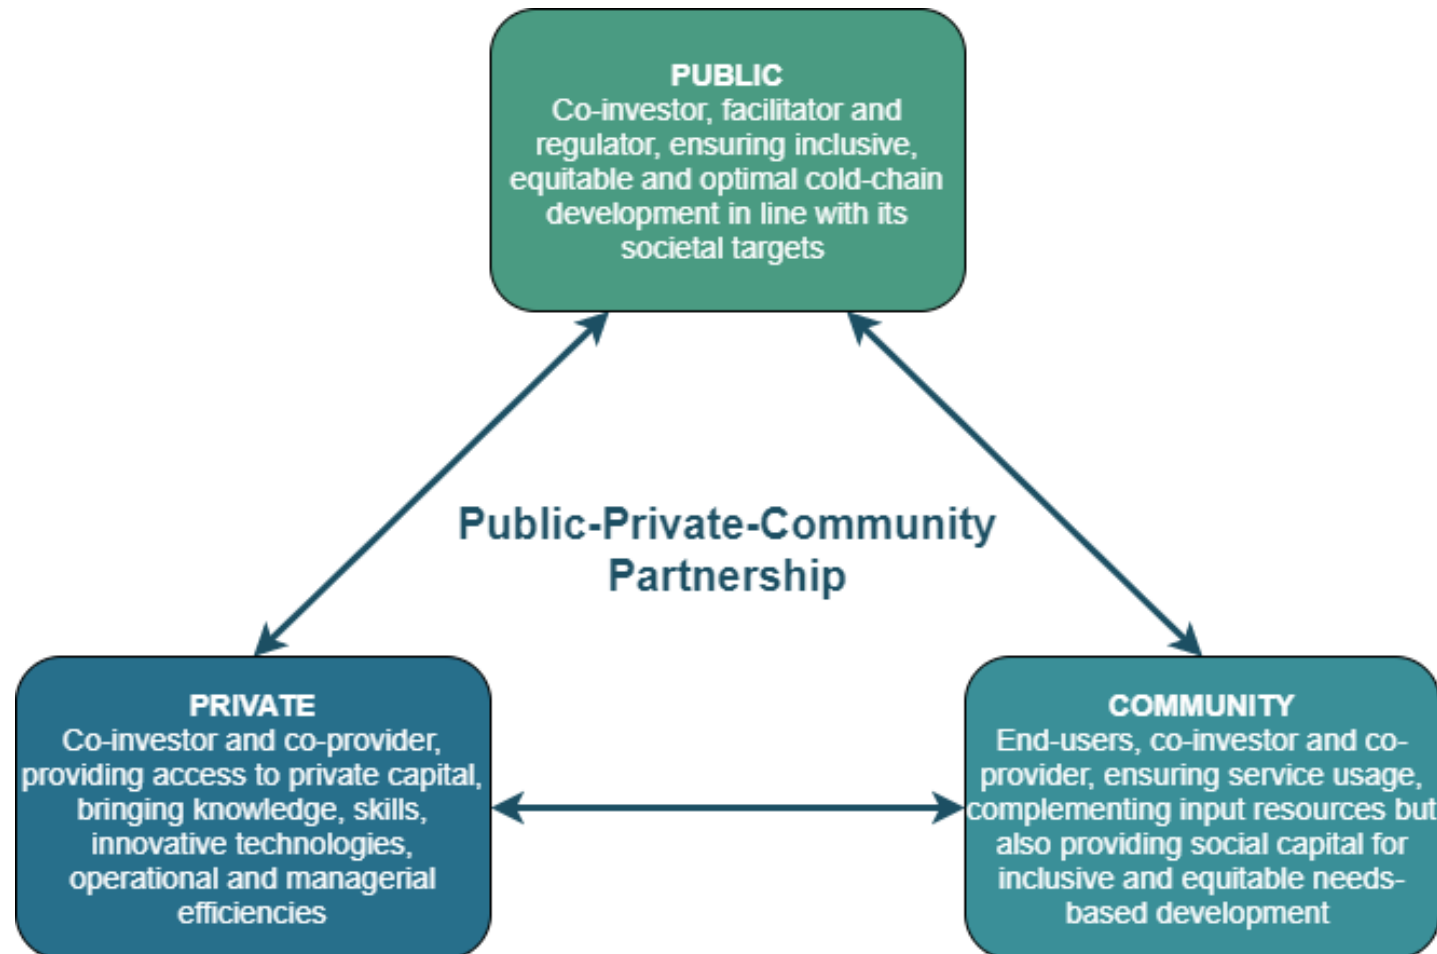 PUBLIC
Co-investor, facilitator and
regulator, ensuring inclusive,
equitable and optimal cold-chain
development in line with its
societal targets
Public-Private-Community
Partnership
PRIVATE
Co-investor and co-provider,
providing access to private capital,
bringing knowledge, skills,
innovative technologies,
operational and managerial
efficiencies
COMMUNITY
End-users, co-investor and co-
provider, ensuring service usage,
complementing input resources but
also providing social capital for
inclusive and equitable needs-
based development